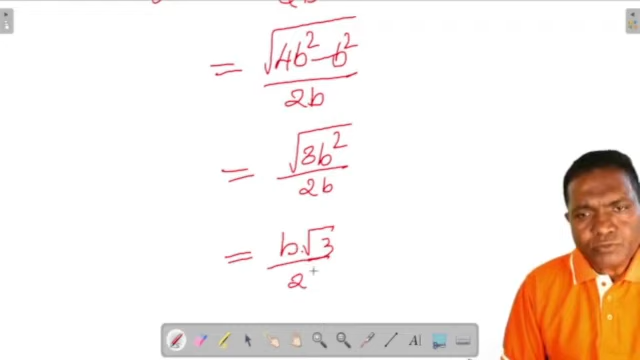 = √(4b² - b²) / 2b
= √(3b²) / 2b
= b.√3 / 2
A